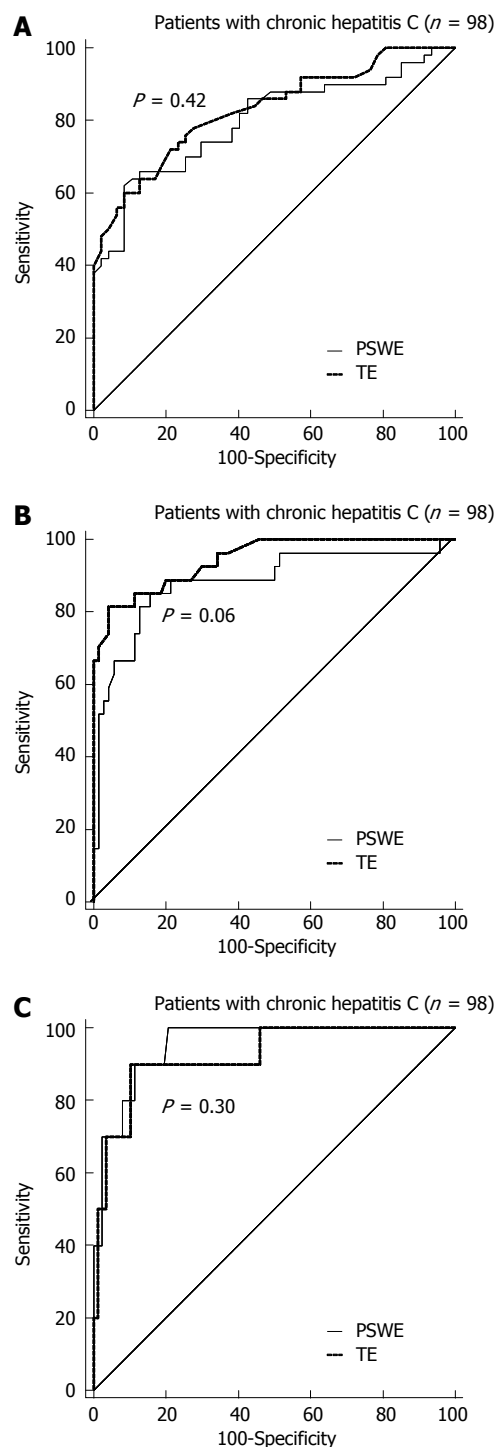 A
Patients with chronic hepatitis C (n = 98)
100
80
60
40
20
0
Sensitivity
P = 0.42
PSWE
TE
0 20 40 60 80 100
100-Specificity
B
Patients with chronic hepatitis C (n = 98)
100
80
60
40
20
0
Sensitivity
P = 0.06
PSWE
TE
0 20 40 60 80 100
100-Specificity
C
Patients with chronic hepatitis C (n = 98)
100
80
60
40
20
0
Sensitivity
P = 0.30
PSWE
TE
0 20 40 60 80 100
100-Specificity